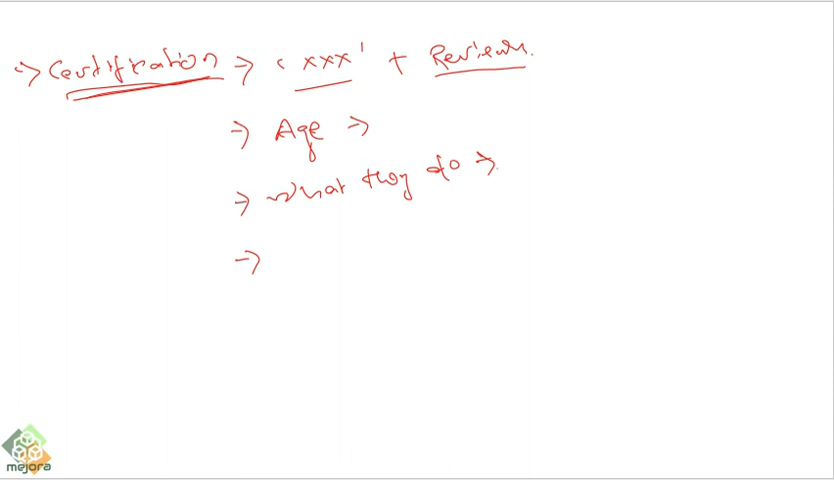 -> Certification -> 'xxx' + Reviews.
-> Age ->
-> What they do ->
->
mejora